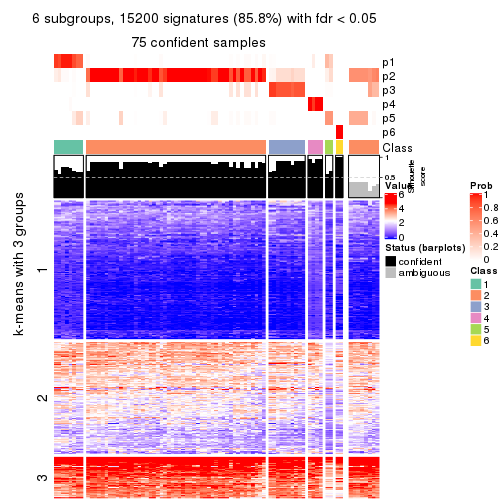 6 subgroups, 15200 signatures (85.8%) with fdr < 0.05
75 confident samples
p1
p2
p3
p4
p5
p6
Class
1
0.5
Silhouette
score
k-means with 3 groups
1
2
3
Value
6
4
2
0
Status (barplots)
confident
ambiguous
Prob
1
0.8
0.6
0.4
0.2
0
Class
1
2
3
4
5
6